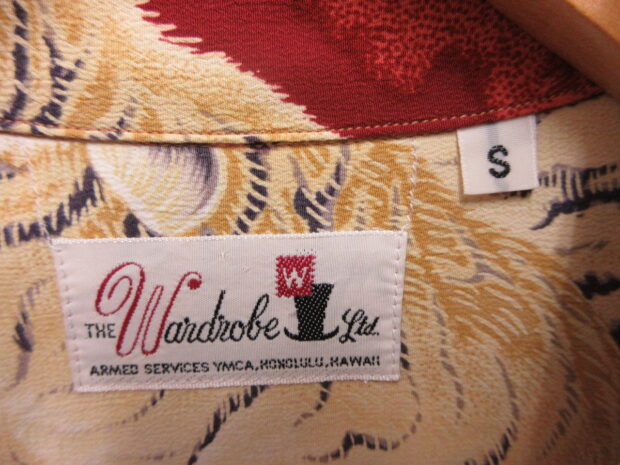 S
W
THE Wardrobe Ltd.
ARMED SERVICES YMCA, HONOLULU, HAWAII